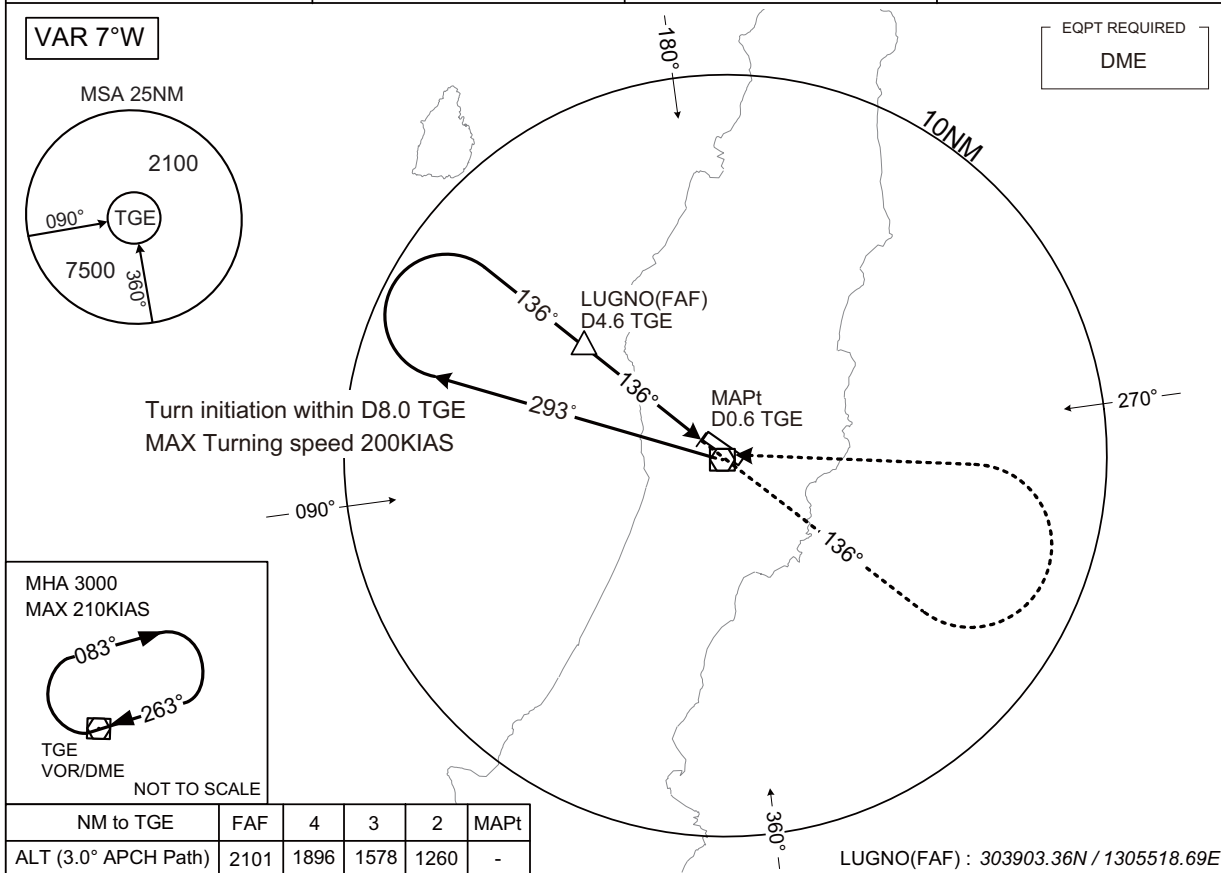 VAR 7°W
EQPT REQUIRED
DME
MSA 25NM
2100
090°
TGE
7500
360°
180°
10NM
136°
LUGNO(FAF)
D4.6 TGE
136°
293°
MAPt
D0.6 TGE
270°
Turn initiation within D8.0 TGE
MAX Turning speed 200KIAS
090°
136°
360°
MHA 3000
MAX 210KIAS
083°
263°
TGE
VOR/DME
NOT TO SCALE
NM to TGE FAF 4 3 2 MAPt
ALT (3.0° APCH Path) 2101 1896 1578 1260 -
LUGNO(FAF) : 303903.36N / 1305518.69E